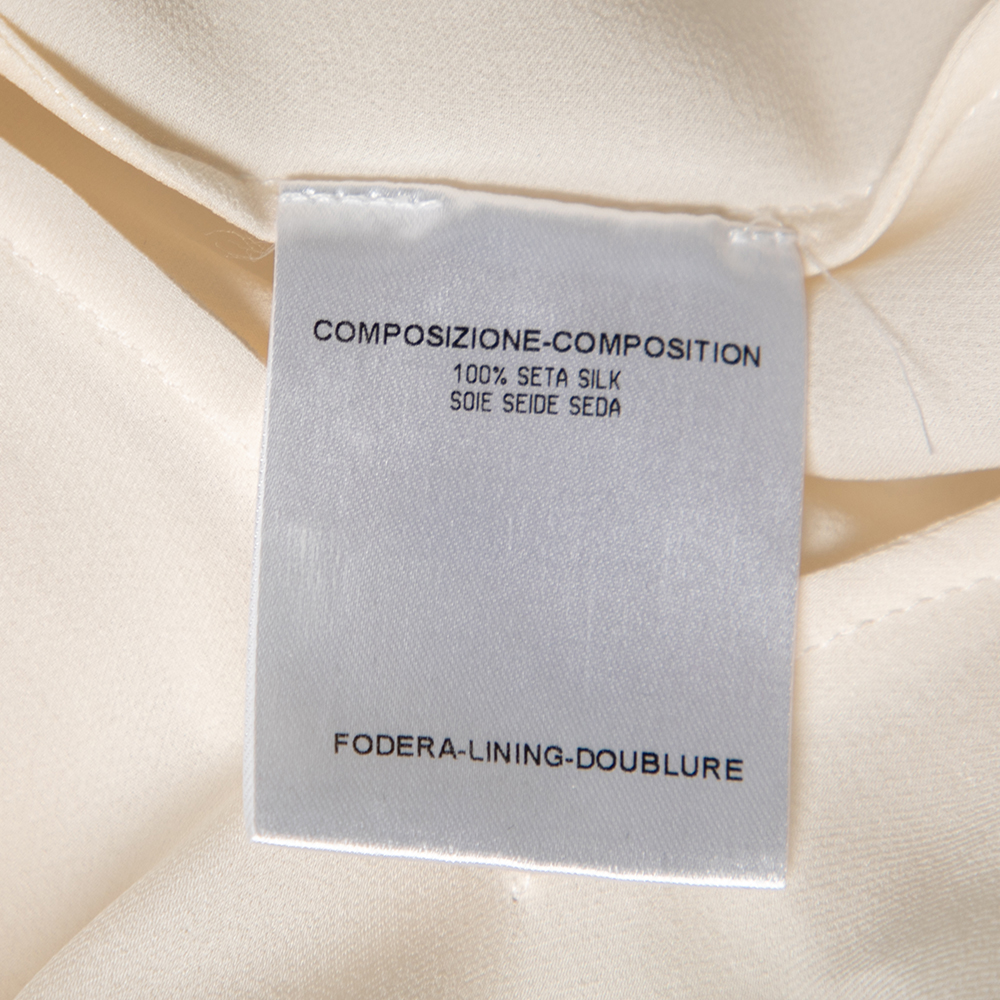 COMPOSIZIONE-COMPOSITION
100% SETA SILK
SOIE SEIDE SEDA
FODERA-LINING-DOUBLURE